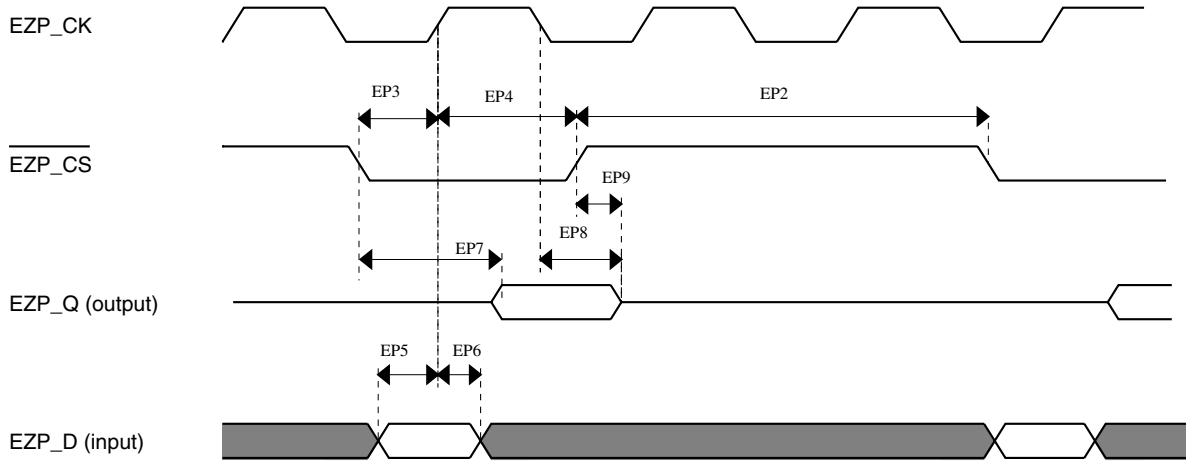 EZP_CK
EP3
EP4
EP2
EZP_CS
EP9
EP8
EP7
EZP_Q (output)
EP5
EP6
EZP_D (input)